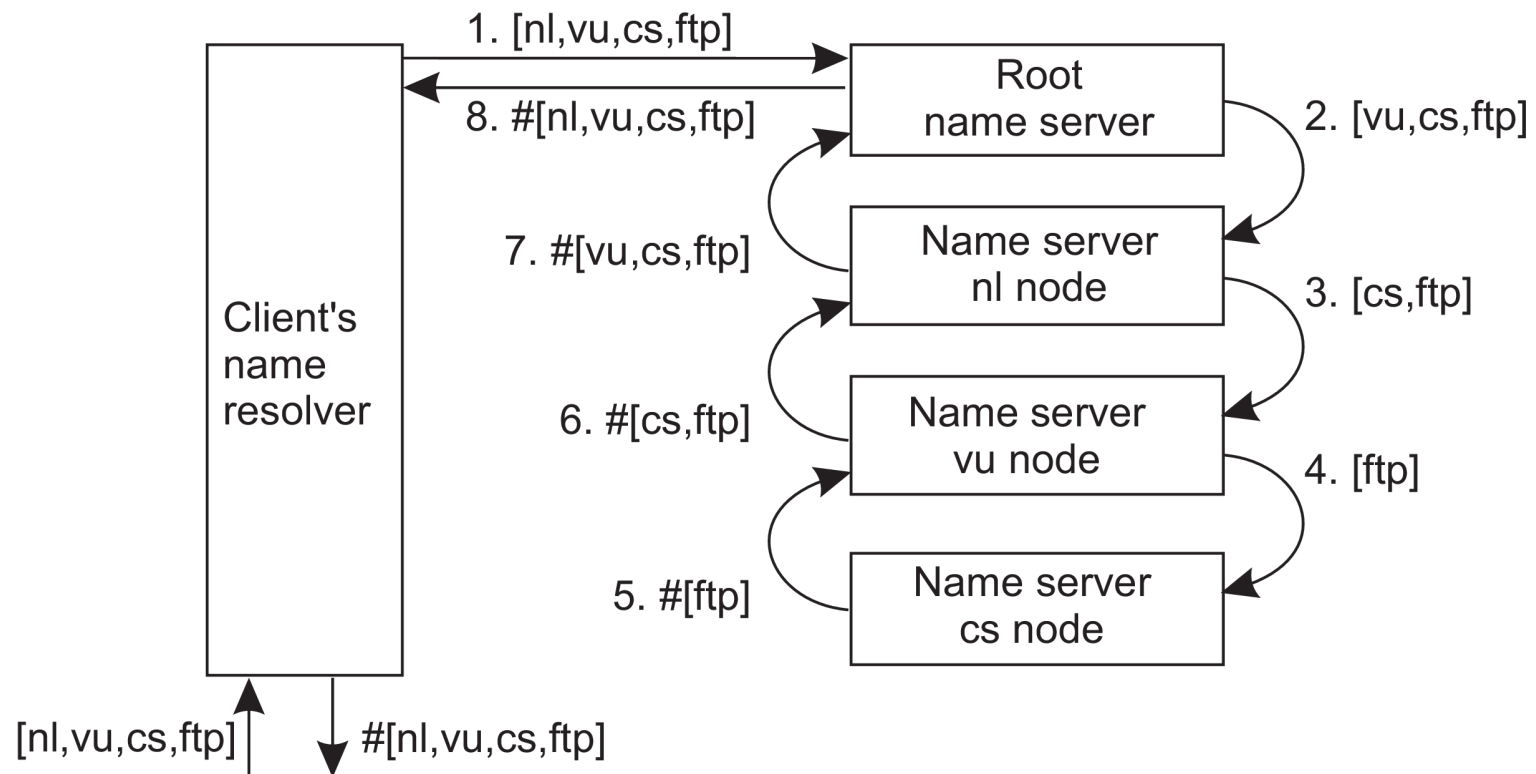 1. [nl,vu,cs,ftp]
8. #[nl,vu,cs,ftp]
Root
name server
2. [vu,cs,ftp]
7. #[vu,cs,ftp]
Name server
nl node
3. [cs,ftp]
Client's
name
resolver
6. #[cs,ftp]
Name server
vu node
4. [ftp]
5. #[ftp]
Name server
cs node
[nl,vu,cs,ftp]
#[nl,vu,cs,ftp]